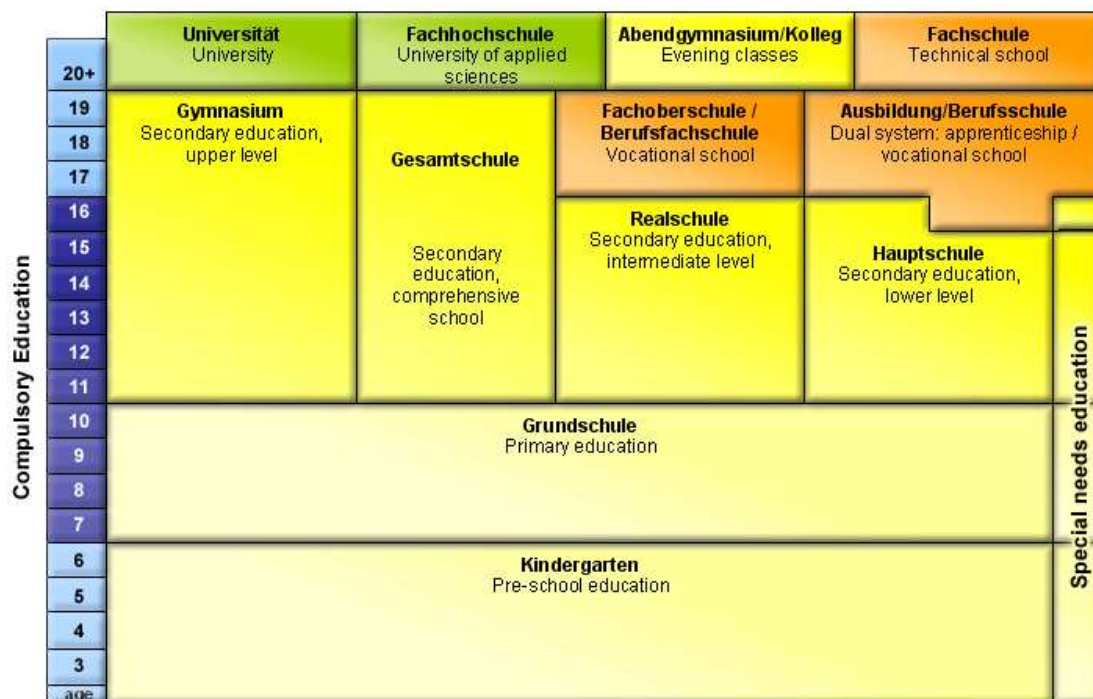 Universität
University
Fachhochschule
University of applied
sciences
Abendgymnasium/Kolleg
Evening classes
Fachschule
Technical school
20+
19
18
17
16
15
14
13
12
11
10
9
8
7
6
5
4
3
age
Compulsory Education
Gymnasium
Secondary education,
upper level
Gesamtschule
Secondary
education,
comprehensive
school
Fachoberschule /
Berufsfachschule
Vocational school
Ausbildung/Berufsschule
Dual system: apprenticeship /
vocational school
Realschule
Secondary education,
intermediate level
Hauptschule
Secondary education,
lower level
Grundschule
Primary education
Kindergarten
Pre-school education
Special needs education